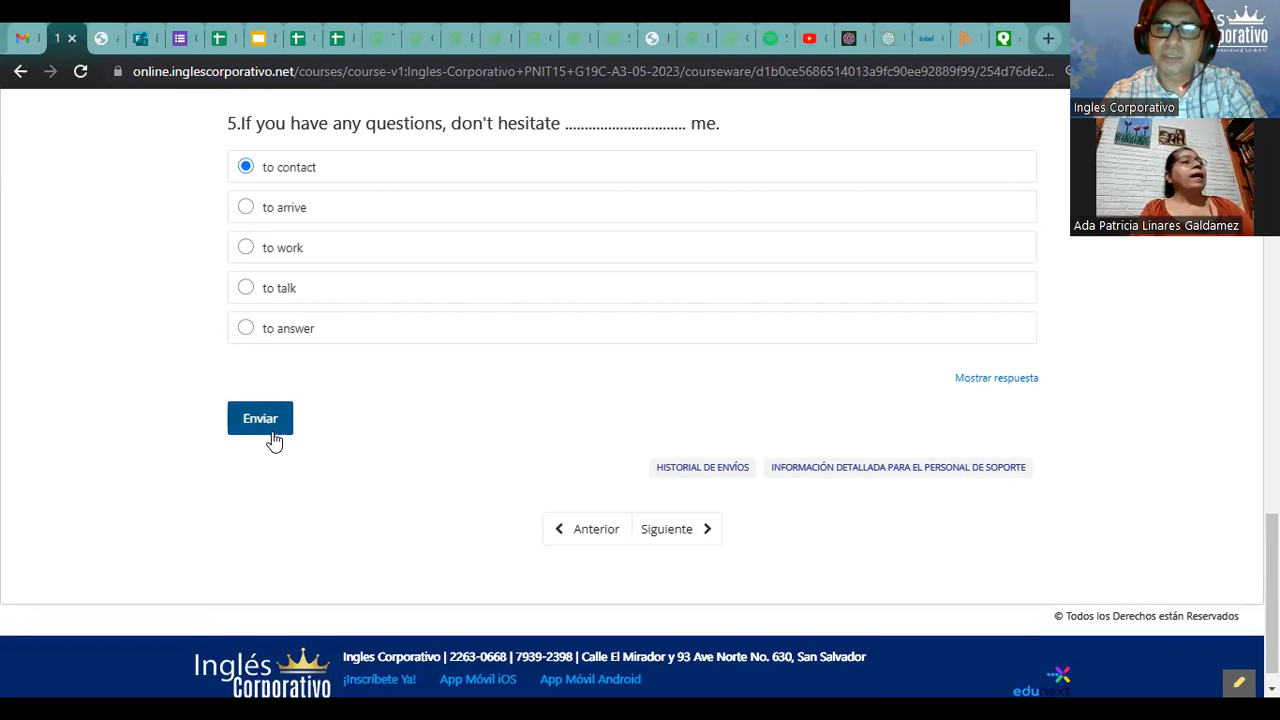 online.inglescorporativo.net/courses/course-v1:Ingles-Corporativo+PNIT15+G19C-A3-05-2023/courseware/d1b0ce5686514013a9fc90ee92889f99/254d76de2...
5.If you have any questions, don't hesitate ............................... me.
to contact
to arrive
to work
to talk
to answer
Mostrar respuesta
Enviar
HISTORIAL DE ENVÍOS
INFORMACIÓN DETALLADA PARA EL PERSONAL DE SOPORTE
Anterior
Siguiente
© Todos los Derechos están Reservados
Inglés Corporativo
Ingles Corporativo | 2263-0668 | 7939-2398 | Calle El Mirador y 93 Ave Norte No. 630, San Salvador
¡Inscríbete Ya!
App Móvil iOS
App Móvil Android
edunext
Ingles Corporativo
Ada Patricia Linares Galdamez